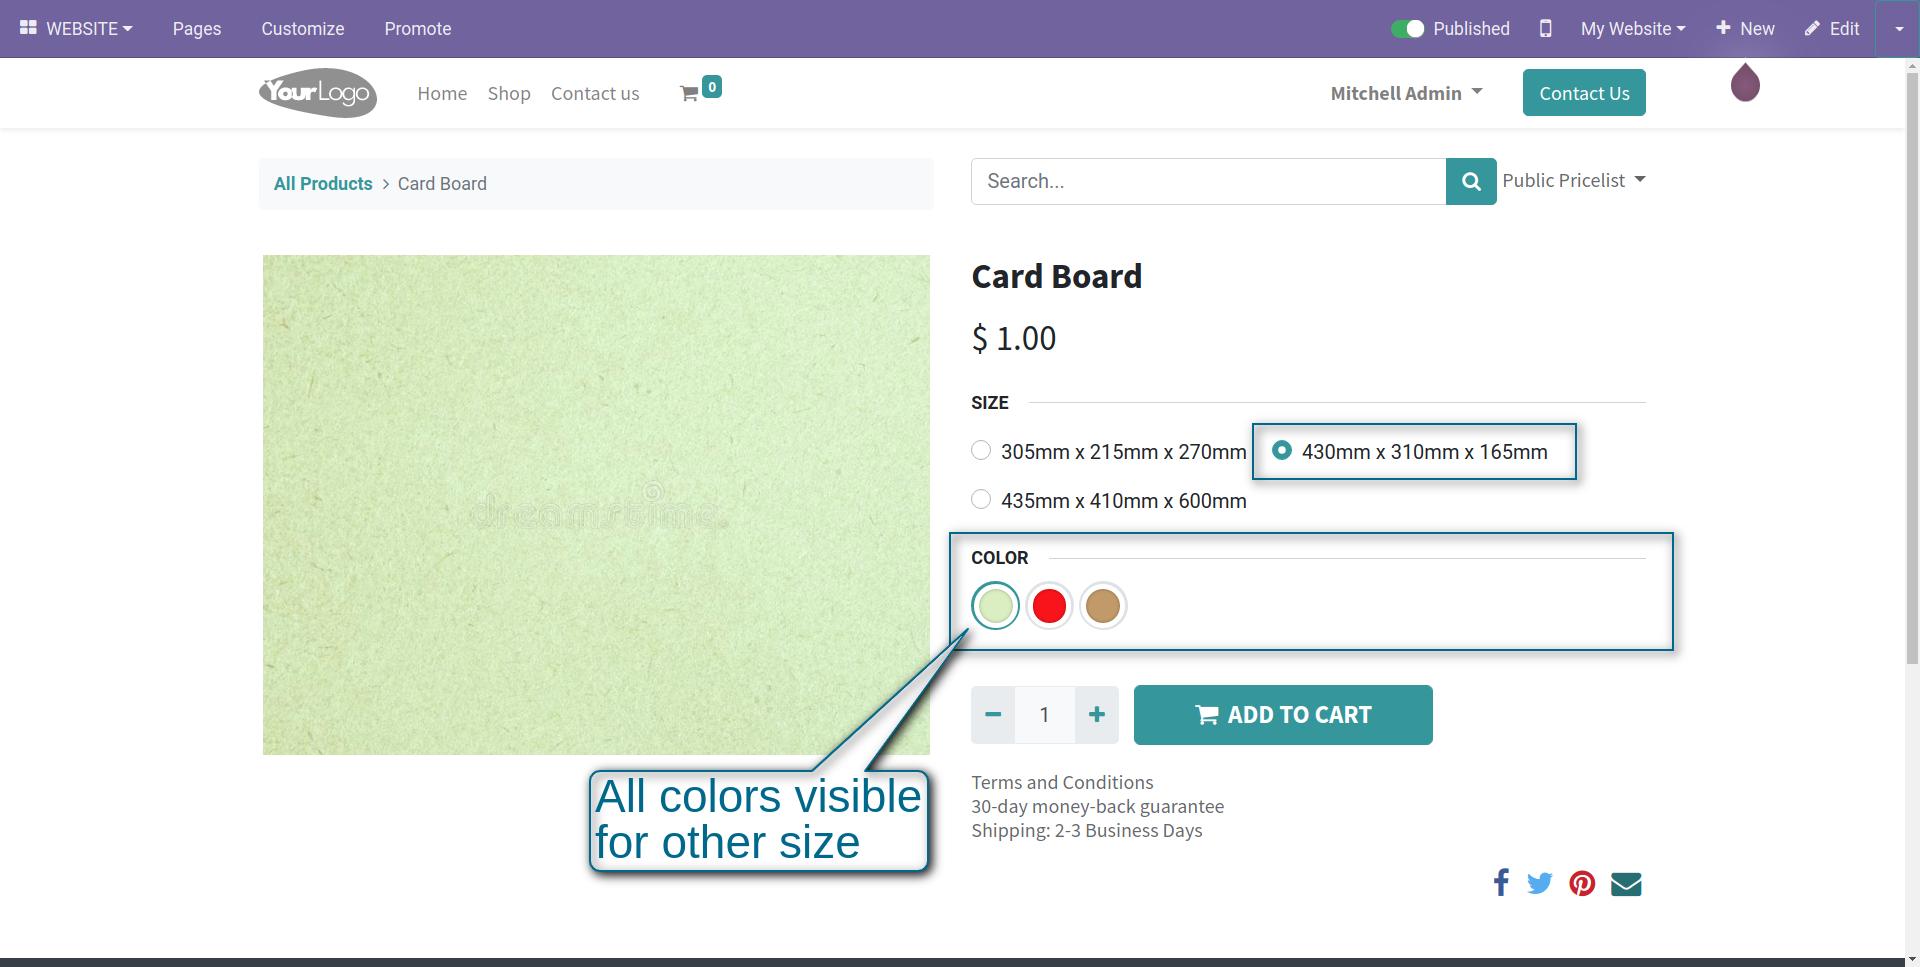 WEBSITE Pages Customize Promote Published My Website New Edit
YourLogo Home Shop Contact us 0 Mitchell Admin Contact Us
All Products > Card Board
Search... Public Pricelist
dreamstime
Card Board
$ 1.00
SIZE
305mm x 215mm x 270mm 430mm x 310mm x 165mm
435mm x 410mm x 600mm
COLOR
1 ADD TO CART
All colors visible
for other size
Terms and Conditions
30-day money-back guarantee
Shipping: 2-3 Business Days